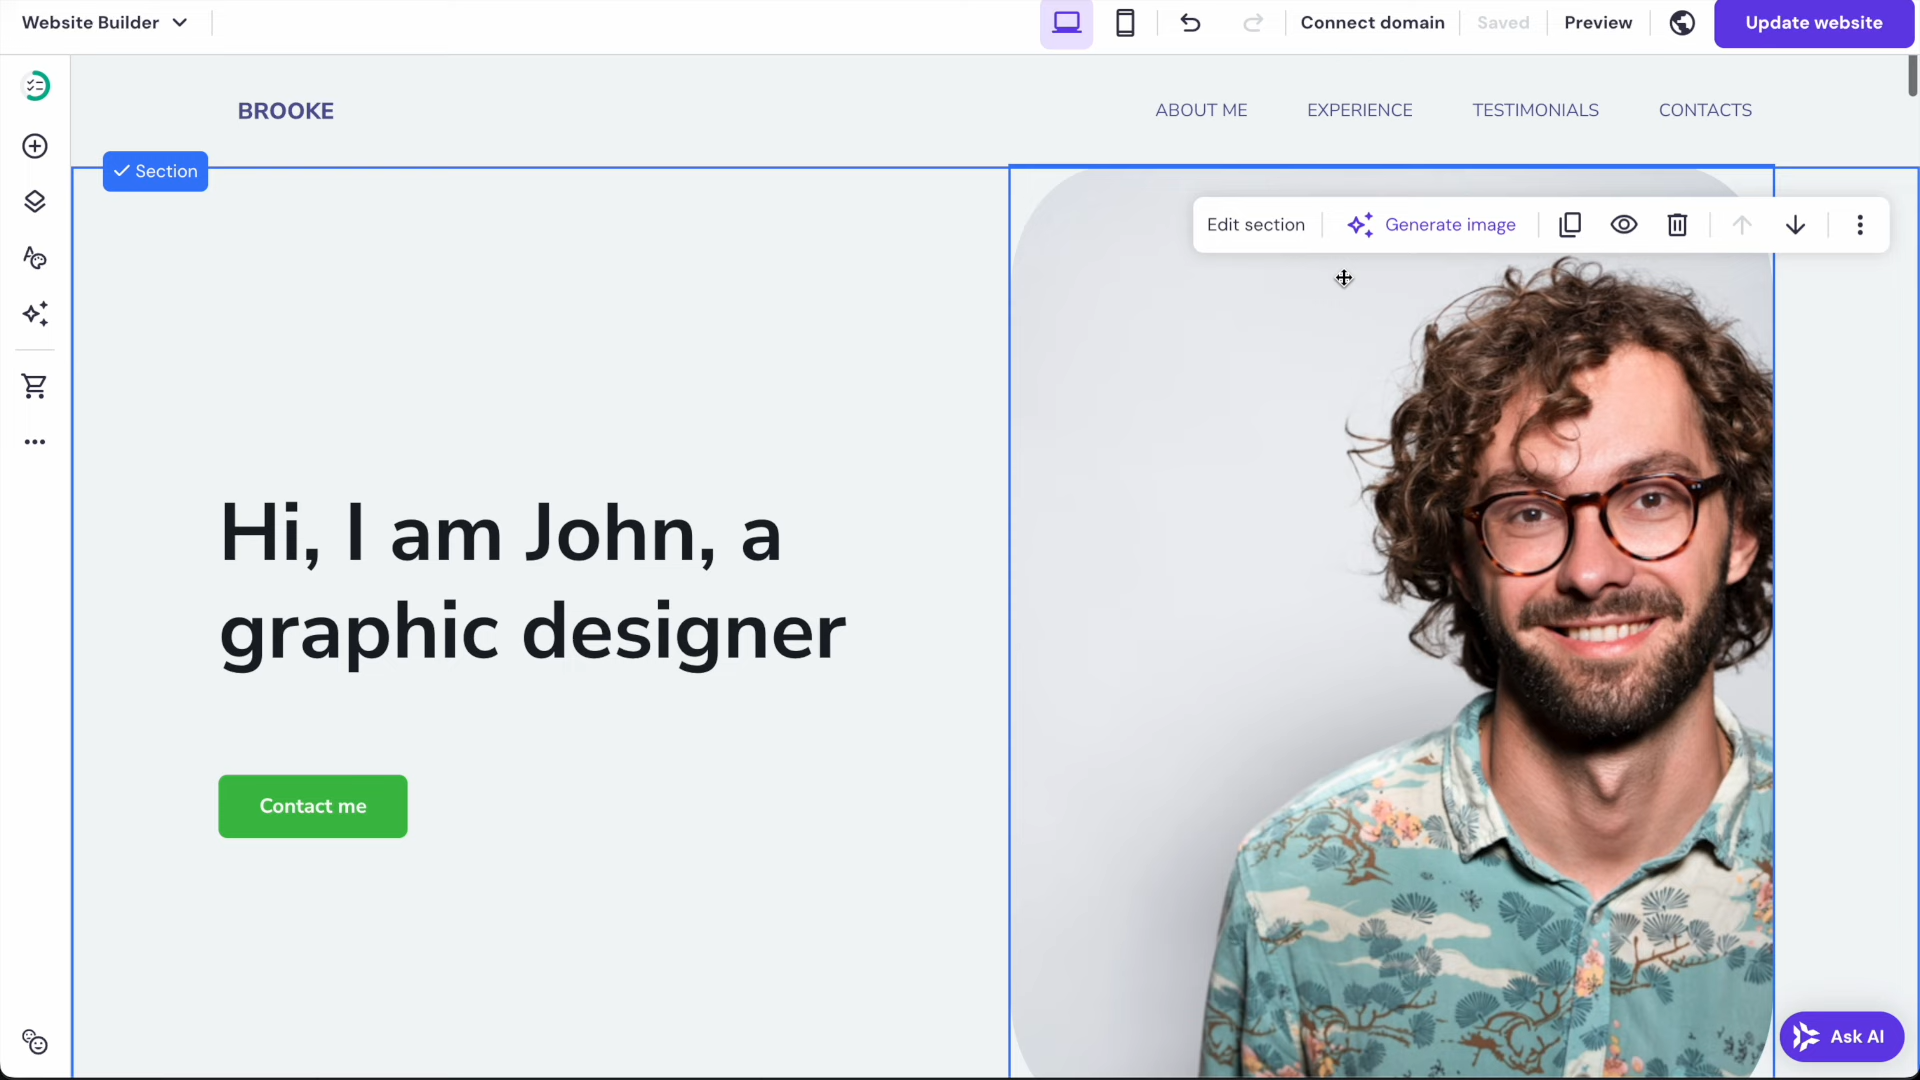 Website Builder
Connect domain
Saved
Preview
Update website
BROOKE
ABOUT ME
EXPERIENCE
TESTIMONIALS
CONTACTS
Section
Edit section
Generate image
Hi, I am John, a
graphic designer
Contact me
Ask AI